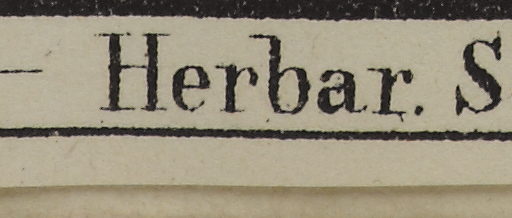 — Herbar. S